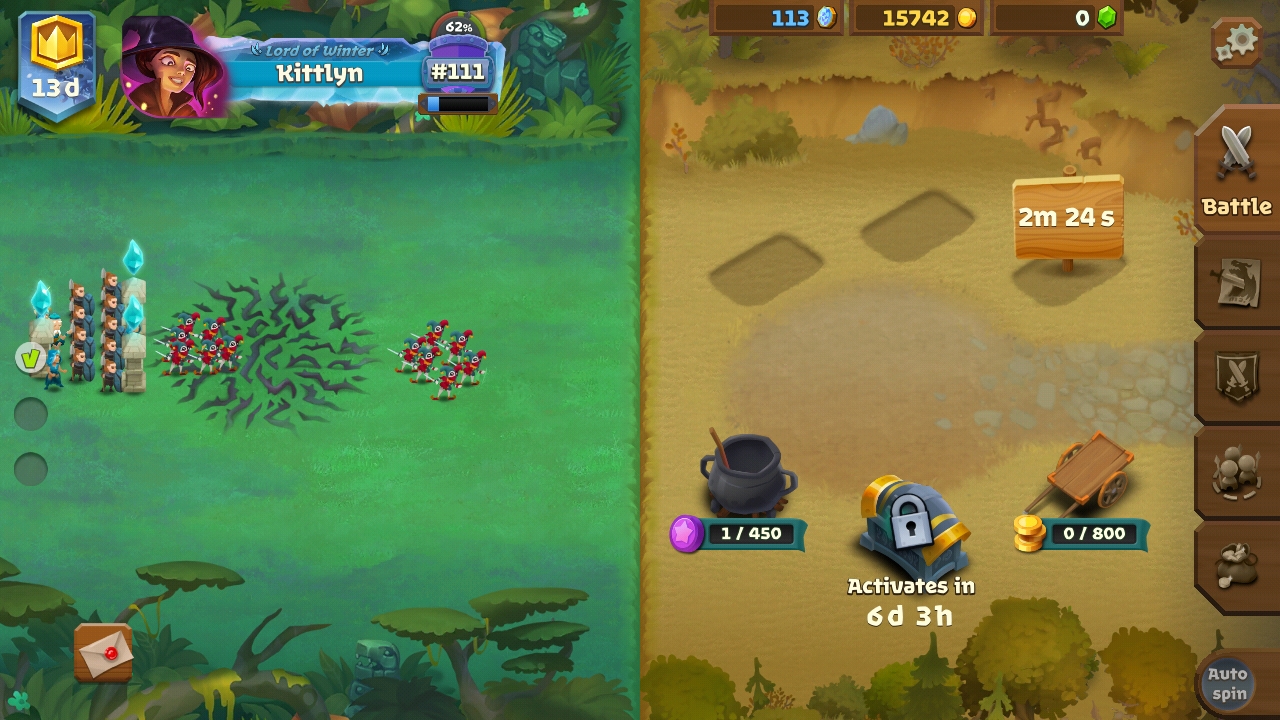 13 d
Lord of Winter
Kittlyn
62%
#111
113
15742
0
2m 24 s
Battle
1 / 450
0 / 800
Activates in
6d 3h
Auto
spin